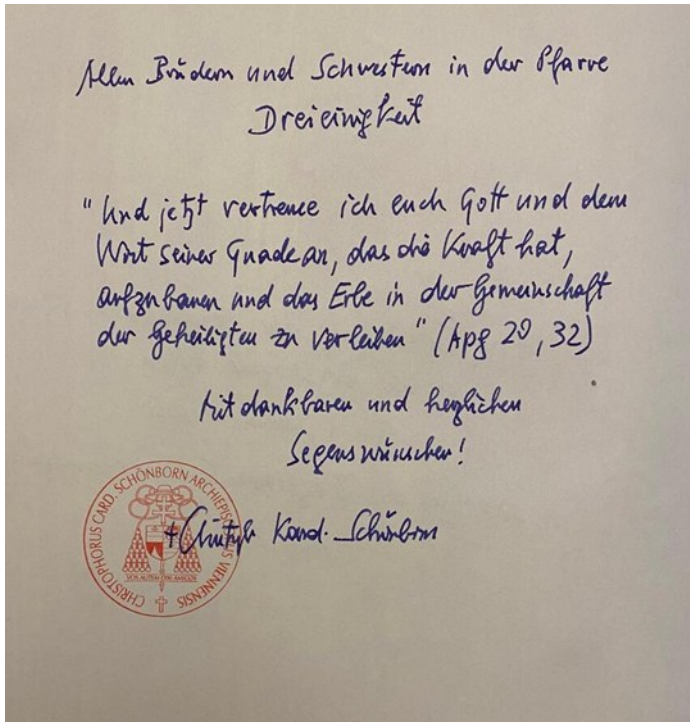 Allen Brüdern und Schwestern in der Pfarre
Dreieinigkeit
"Und jetzt vertraue ich euch Gott und dem
Wort seiner Gnade an, das die Kraft hat,
aufzubauen und das Erbe in der Gemeinschaft
der Geheiligten zu verleihen" (Apg 20,32)
Mit dankbaren und herzlichen
Segenswünschen!
+ Christoph Kard. Schönborn
CHRISTOPHORUS CARD. SCHÖNBORN ARCHIEPISCOPUS VIENNENSIS
VOS AUTEM DIXI AMICOS